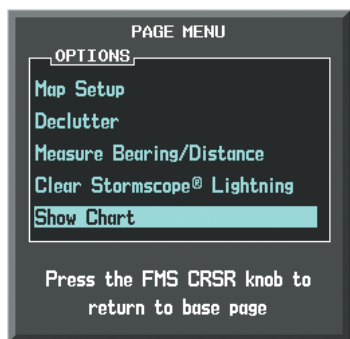 PAGE MENU
OPTIONS
Map Setup
Declutter
Measure Bearing/Distance
Clear Stormscope® Lightning
Show Chart
Press the FMS CRSR knob to
return to base page